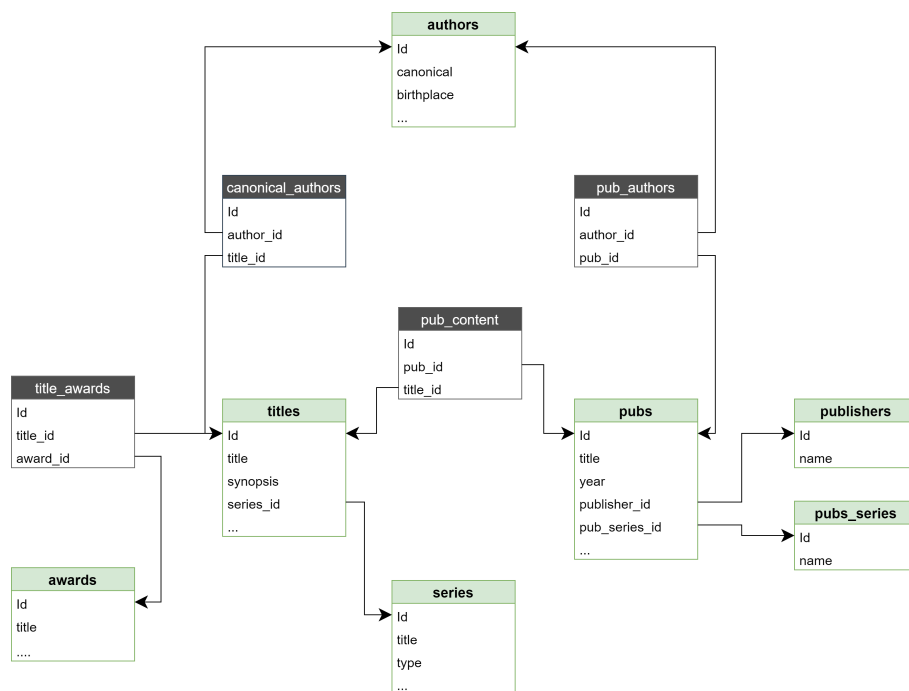 authors
Id
canonical
birthplace
...
canonical_authors
Id
author_id
title_id
pub_authors
Id
author_id
pub_id
pub_content
Id
pub_id
title_id
title_awards
Id
title_id
award_id
titles
Id
title
synopsis
series_id
...
pubs
Id
title
year
publisher_id
pub_series_id
...
publishers
Id
name
pubs_series
Id
name
awards
Id
title
....
series
Id
title
type
...